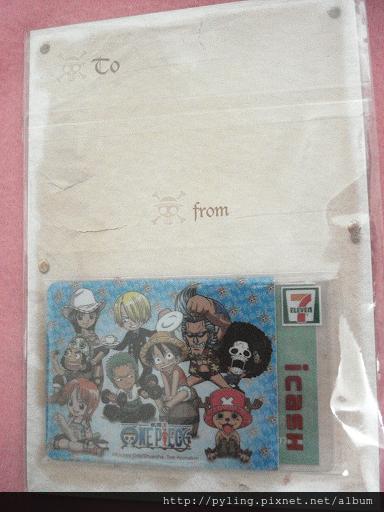 To
from
7
ELEVEN
icash
ONE PIECE
http://pyling.pixnet.net/album